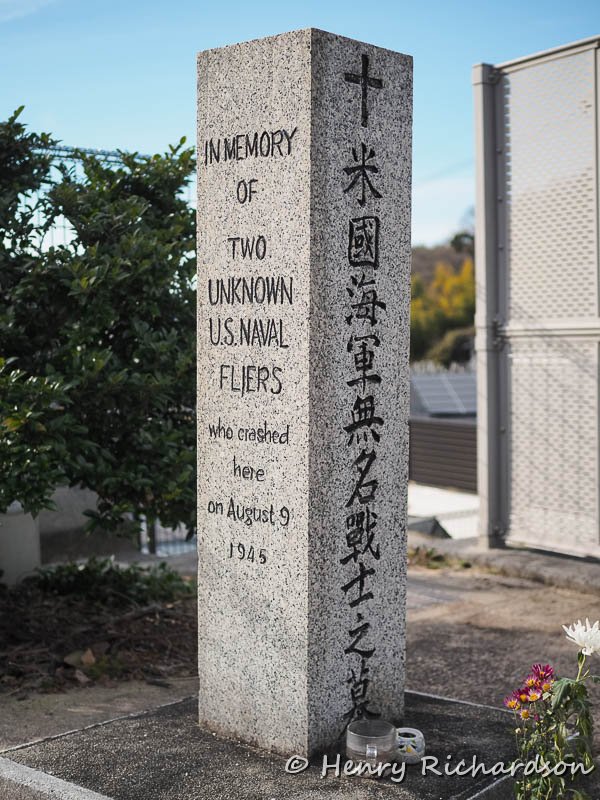 IN MEMORY
OF
TWO
UNKNOWN
U.S. NAVAL
FLIERS
who crashed
here
on August 9
1945
米國海軍無名戰士之墓
© Henry Richardson